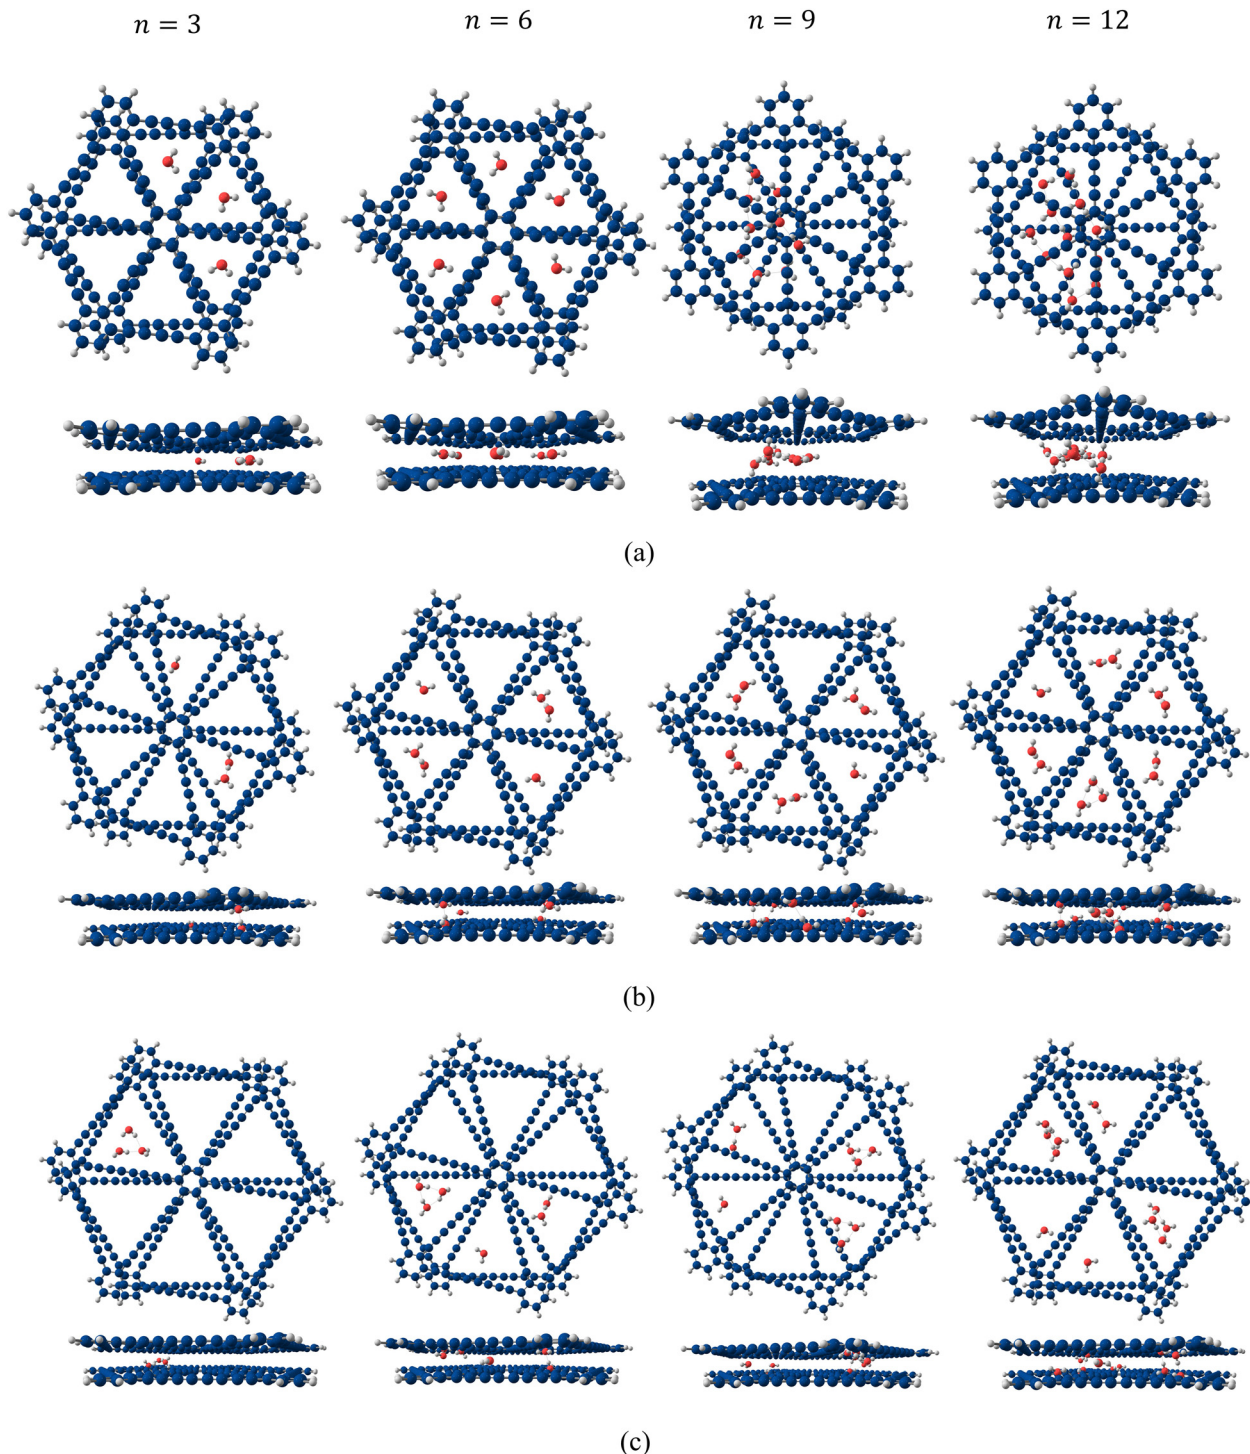 n = 3 n = 6 n = 9 n = 12
(a)
(b)
(c)